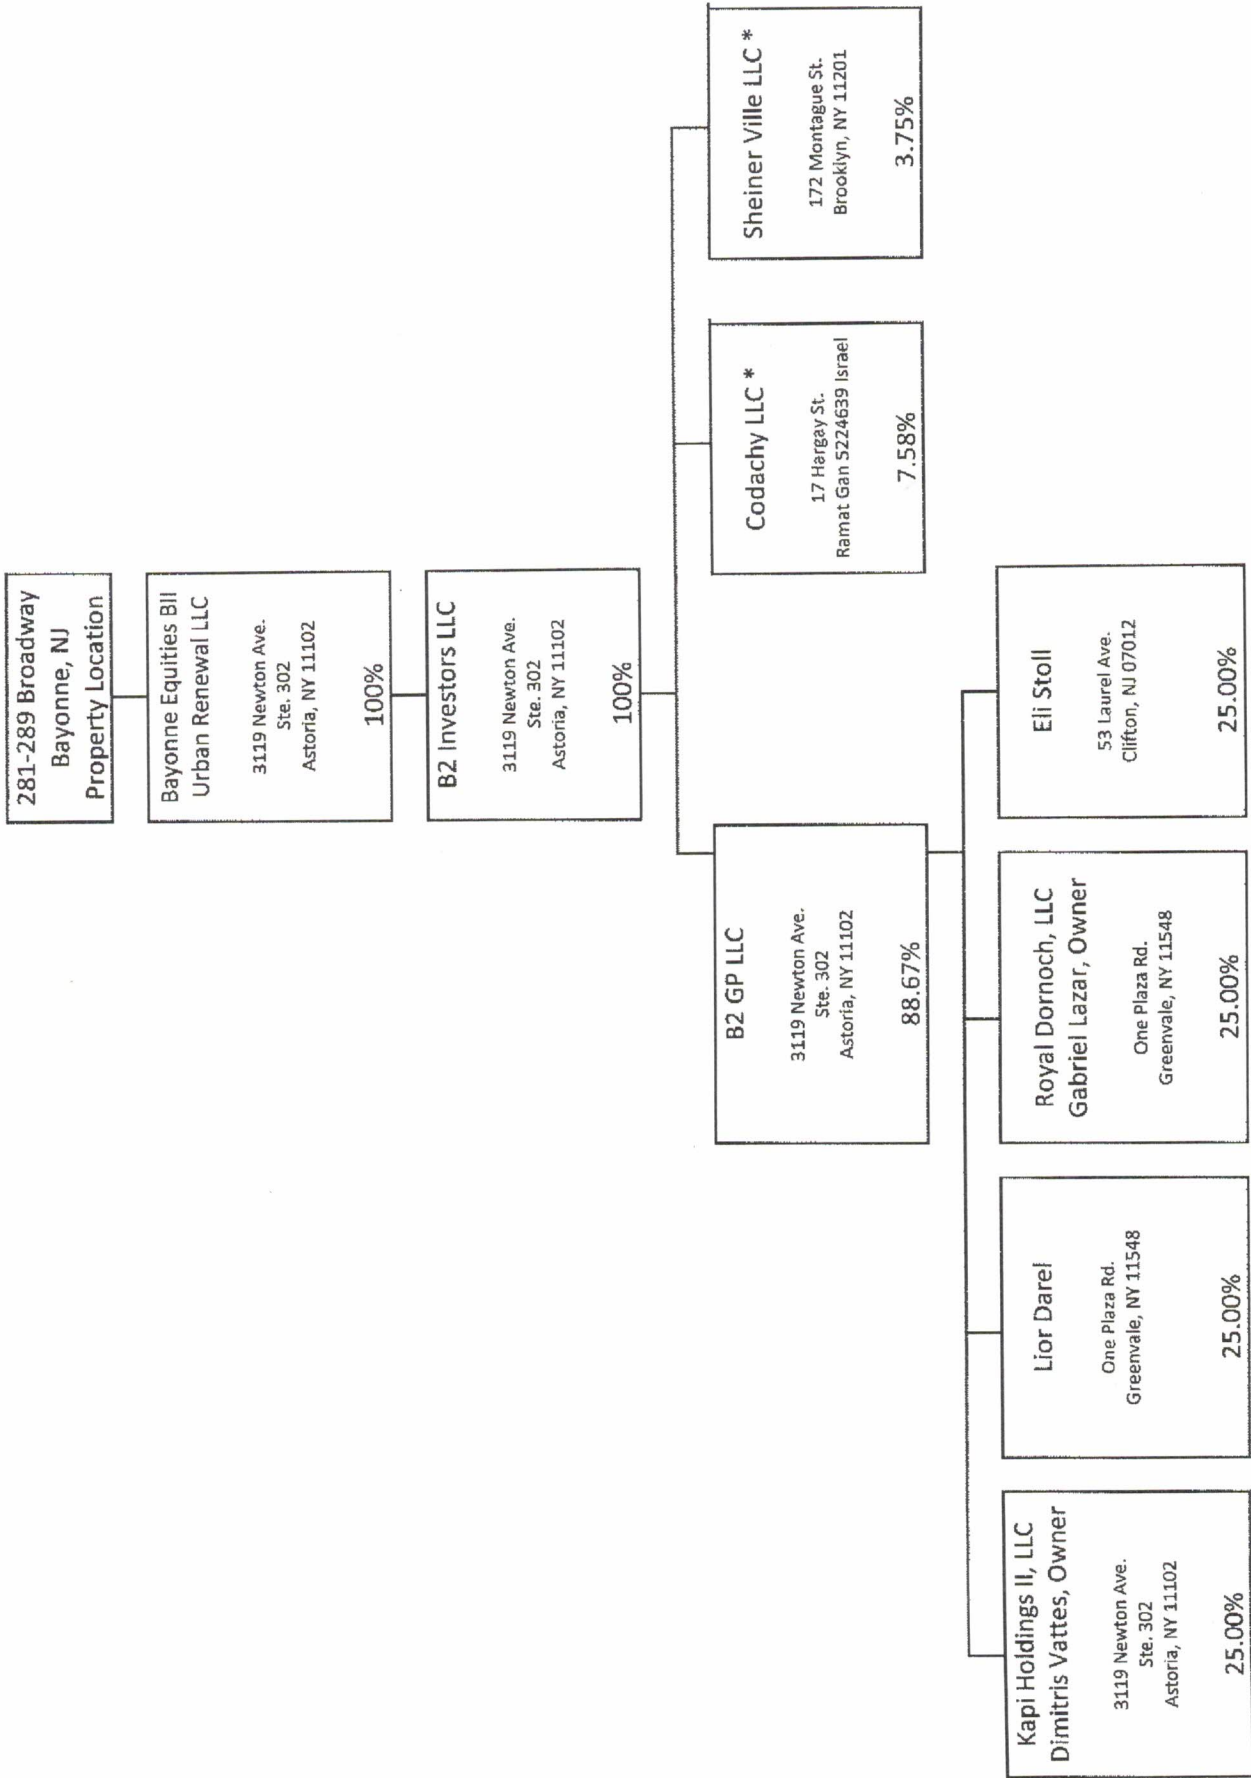 281-289 Broadway
Bayonne, NJ
Property Location
Bayonne Equities BII
Urban Renewal LLC
3119 Newton Ave.
Ste. 302
Astoria, NY 11102
100%
B2 Investors LLC
3119 Newton Ave.
Ste. 302
Astoria, NY 11102
100%
B2 GP LLC
3119 Newton Ave.
Ste. 302
Astoria, NY 11102
88.67%
Codachy LLC *
17 Hargay St.
Ramat Gan 5224639 Israel
7.58%
Sheiner Ville LLC *
172 Montague St.
Brooklyn, NY 11201
3.75%
Kapi Holdings II, LLC
Dimitris Vattes, Owner
3119 Newton Ave.
Ste. 302
Astoria, NY 11102
25.00%
Lior Darel
One Plaza Rd.
Greenvale, NY 11548
25.00%
Royal Dornoch, LLC
Gabriel Lazar, Owner
One Plaza Rd.
Greenvale, NY 11548
25.00%
Eli Stoll
53 Laurel Ave.
Clifton, NJ 07012
25.00%